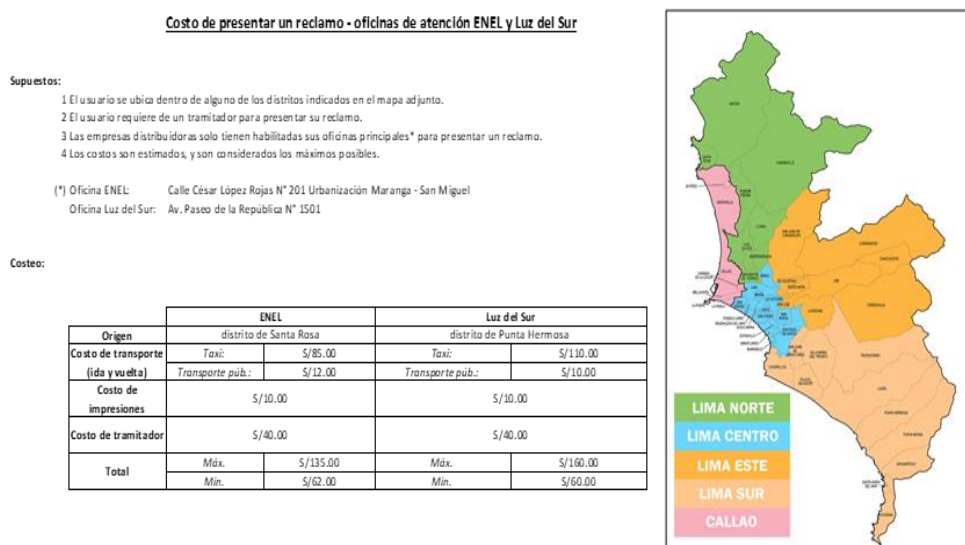 Costo de presentar un reclamo - oficinas de atención ENEL y Luz del Sur
Supuestos:
1 El usuario se ubica dentro de alguno de los distritos indicados en el mapa adjunto.
2 El usuario requiere de un tramitador para presentar su reclamo.
3 Las empresas distribuidoras solo tienen habilitadas sus oficinas principales* para presentar un reclamo.
4 Los costos son estimados, y son considerados los máximos posibles.
(*) Oficina ENEL: Calle César López Rojas N° 201 Urbanización Maranga - San Miguel
Oficina Luz del Sur: Av. Paseo de la República N° 1501
Costeo:
ENEL Luz del Sur
Origen distrito de Santa Rosa distrito de Punta Hermosa
Costo de transporte (ida y vuelta) Taxi: S/85.00 Taxi: S/110.00
Transporte púb.: S/12.00 Transporte púb.: S/10.00
Costo de impresiones S/10.00 S/10.00
Costo de tramitador S/40.00 S/40.00
Total Máx. S/135.00 Máx. S/160.00
Mín. S/62.00 Mín. S/60.00
LIMA NORTE
LIMA CENTRO
LIMA ESTE
LIMA SUR
CALLAO